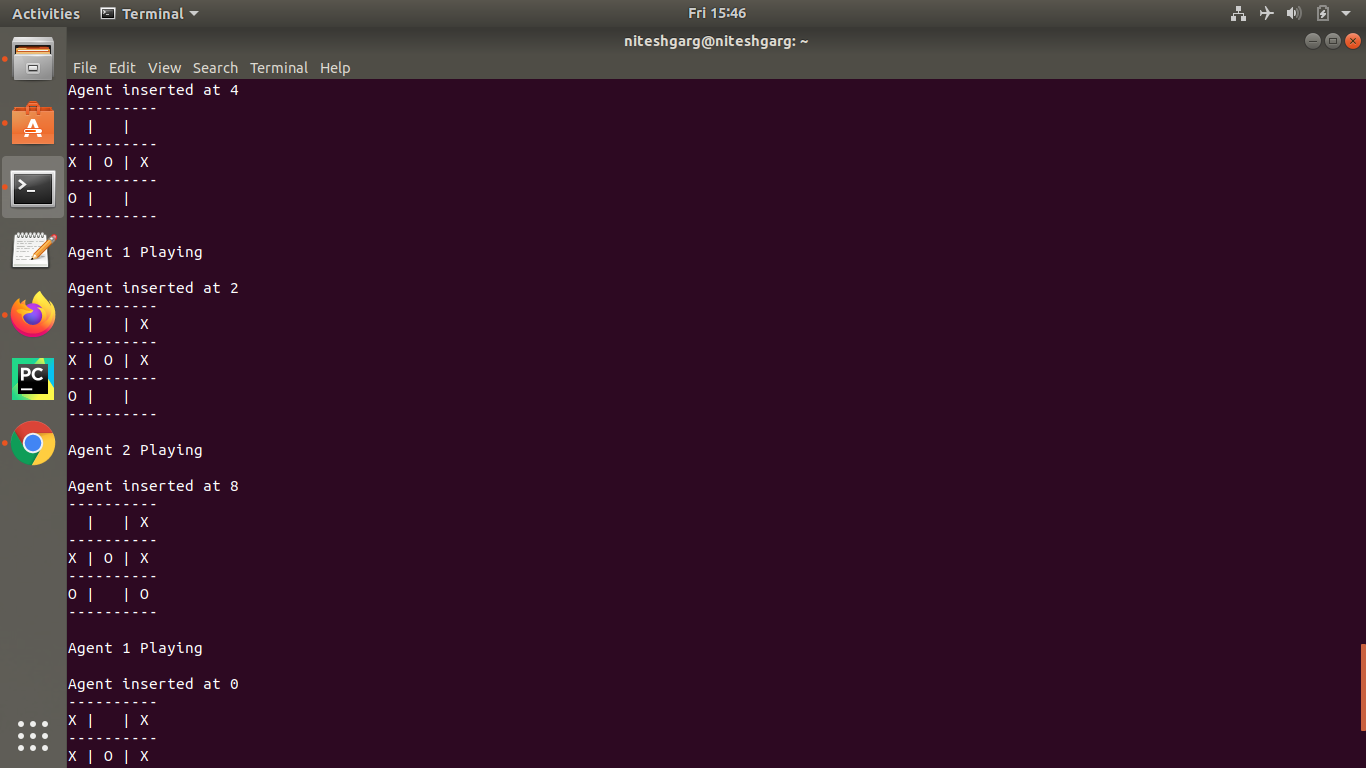 Activities Terminal Fri 15:46
niteshgarg@niteshgarg: ~
File Edit View Search Terminal Help
Agent inserted at 4
----------
  |   |
----------
X | O | X
----------
O |   |
----------

Agent 1 Playing

Agent inserted at 2
----------
  |   | X
----------
X | O | X
----------
O |   |
----------

Agent 2 Playing

Agent inserted at 8
----------
  |   | X
----------
X | O | X
----------
O |   | O
----------

Agent 1 Playing

Agent inserted at 0
----------
X |   | X
----------
X | O | X
A
>_
PC